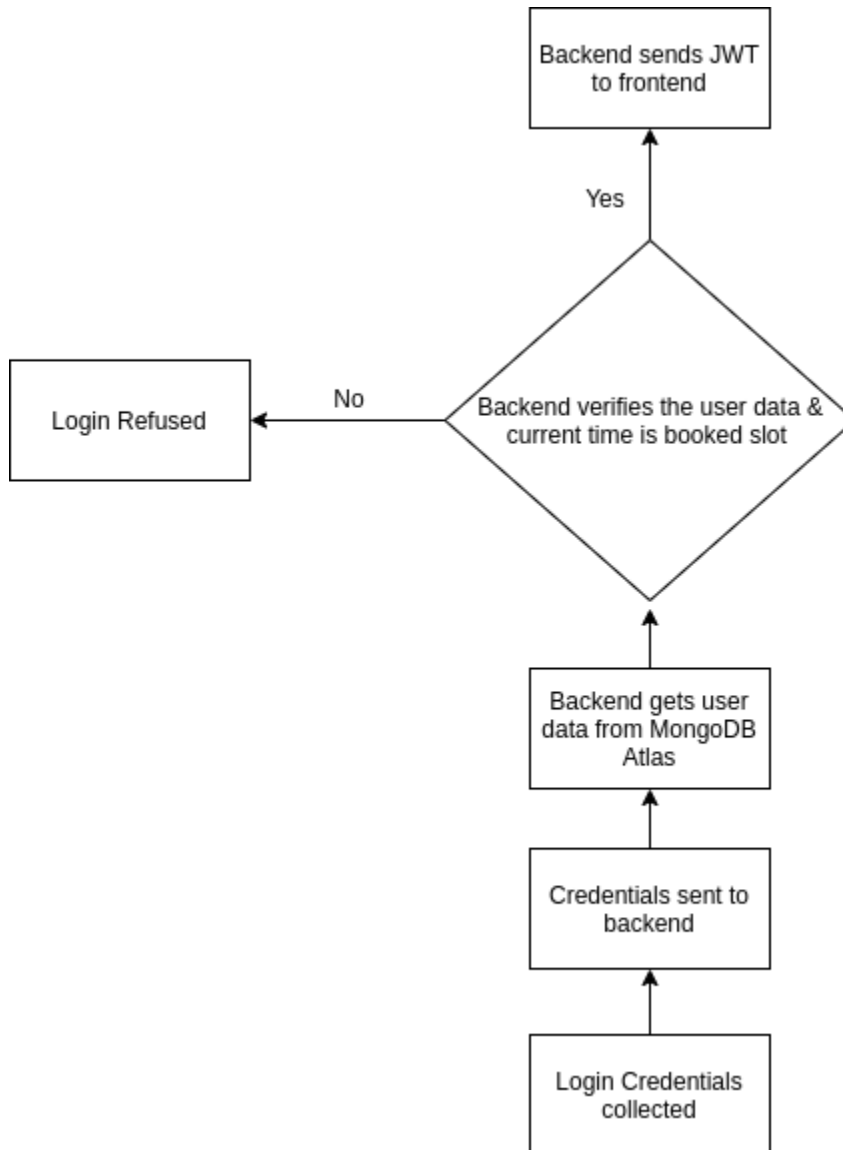 Backend sends JWT
to frontend
Yes
No
Login Refused
Backend verifies the user data &
current time is booked slot
Backend gets user
data from MongoDB
Atlas
Credentials sent to
backend
Login Credentials
collected